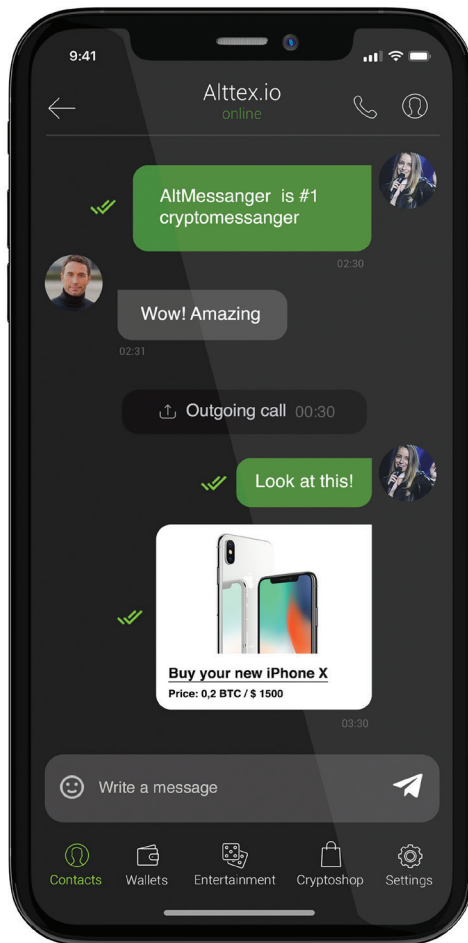 9:41
Alttex.io
online
AltMessanger is #1
cryptomessanger
02:30
Wow! Amazing
02:31
Outgoing call 00:30
Look at this!
Buy your new iPhone X
Price: 0,2 BTC / $ 1500
03:30
Write a message
Contacts Wallets Entertainment Cryptoshop Settings